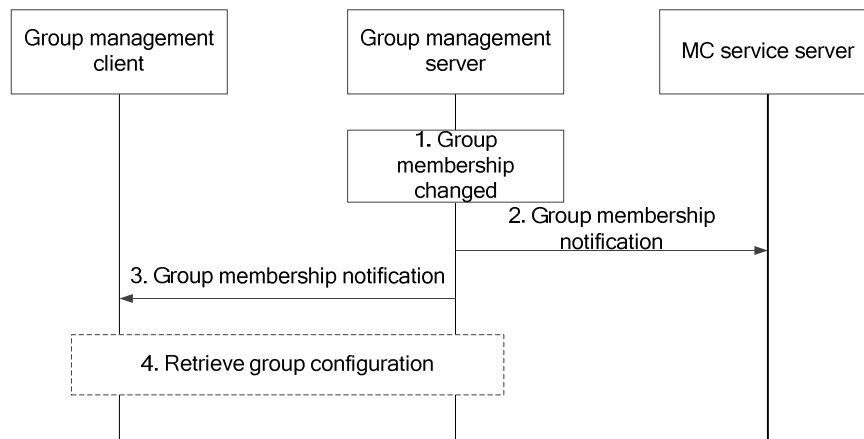 Group management
client
Group management
server
MC service server
1. Group
membership
changed
2. Group membership
notification
3. Group membership notification
4. Retrieve group configuration